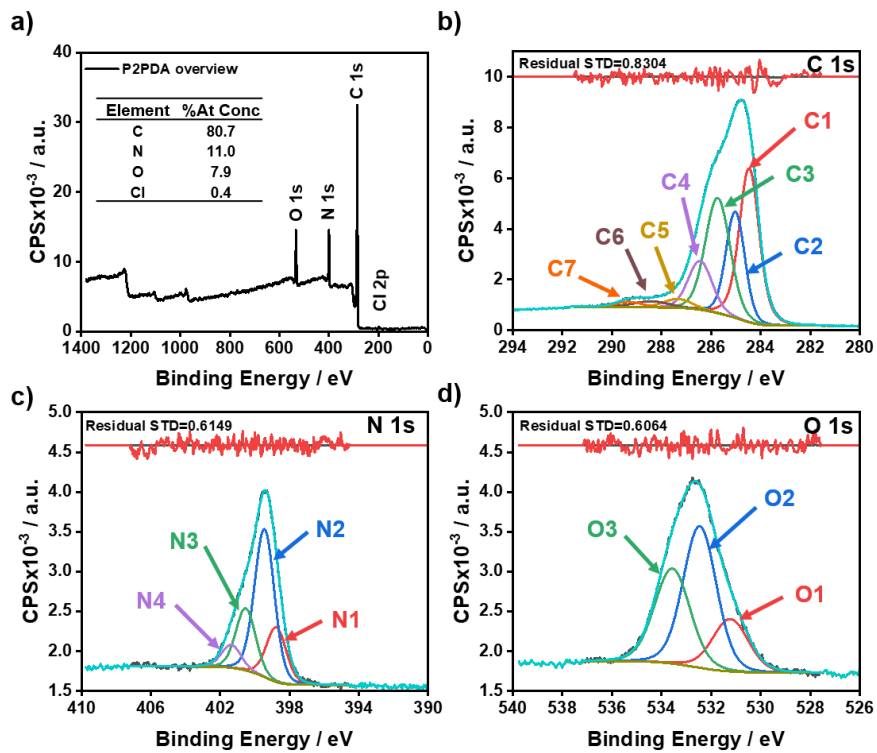 a)
P2PDA overview
Element %At Conc
C 80.7
N 11.0
O 7.9
Cl 0.4
O 1s
N 1s
C 1s
Cl 2p
CPSx10-3 / a.u.
40
30
20
10
0
1400 1200 1000 800 600 400 200 0
Binding Energy / eV
b)
Residual STD=0.8304
C 1s
C1
C2
C3
C4
C5
C6
C7
CPSx10-3 / a.u.
10
8
6
4
2
0
294 292 290 288 286 284 282 280
Binding Energy / eV
c)
Residual STD=0.6149
N 1s
N1
N2
N3
N4
CPSx10-3 / a.u.
5.0
4.5
4.0
3.5
3.0
2.5
2.0
1.5
410 406 402 398 394 390
Binding Energy / eV
d)
Residual STD=0.6064
O 1s
O1
O2
O3
CPSx10-3 / a.u.
5.0
4.5
4.0
3.5
3.0
2.5
2.0
1.5
540 538 536 534 532 530 528 526
Binding Energy / eV